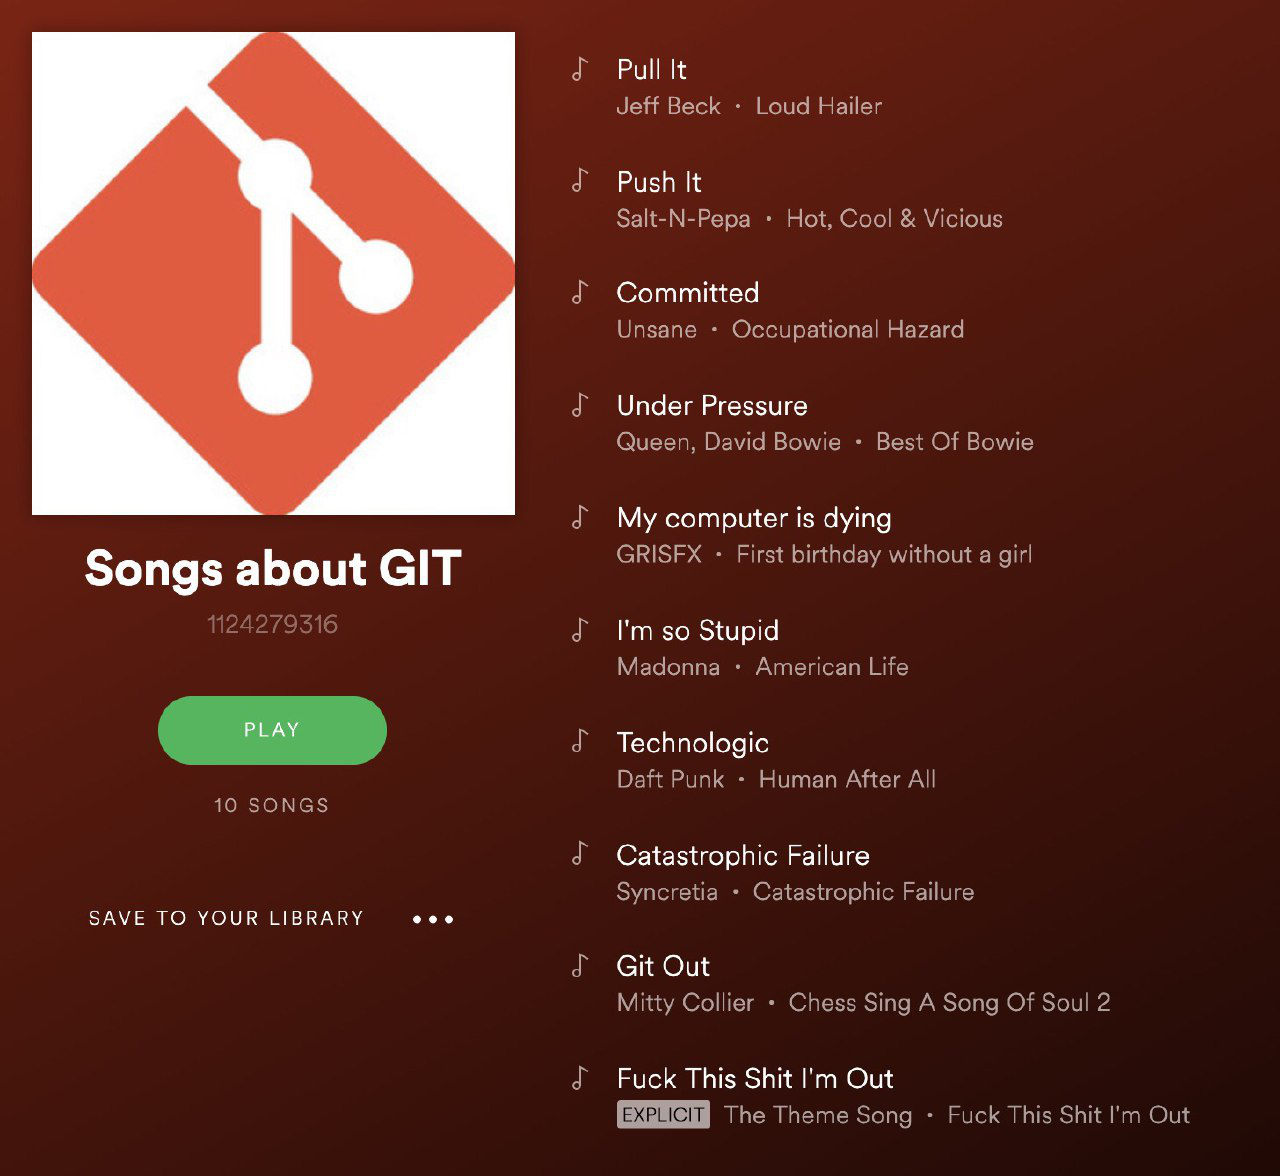 Songs about GIT
1124279316
PLAY
10 SONGS
SAVE TO YOUR LIBRARY
Pull It
Jeff Beck • Loud Hailer
Push It
Salt-N-Pepa • Hot, Cool & Vicious
Committed
Unsane • Occupational Hazard
Under Pressure
Queen, David Bowie • Best Of Bowie
My computer is dying
GRISFX • First birthday without a girl
I'm so Stupid
Madonna • American Life
Technologic
Daft Punk • Human After All
Catastrophic Failure
Syncretia • Catastrophic Failure
Git Out
Mitty Collier • Chess Sing A Song Of Soul 2
Fuck This Shit I'm Out
EXPLICIT The Theme Song • Fuck This Shit I'm Out